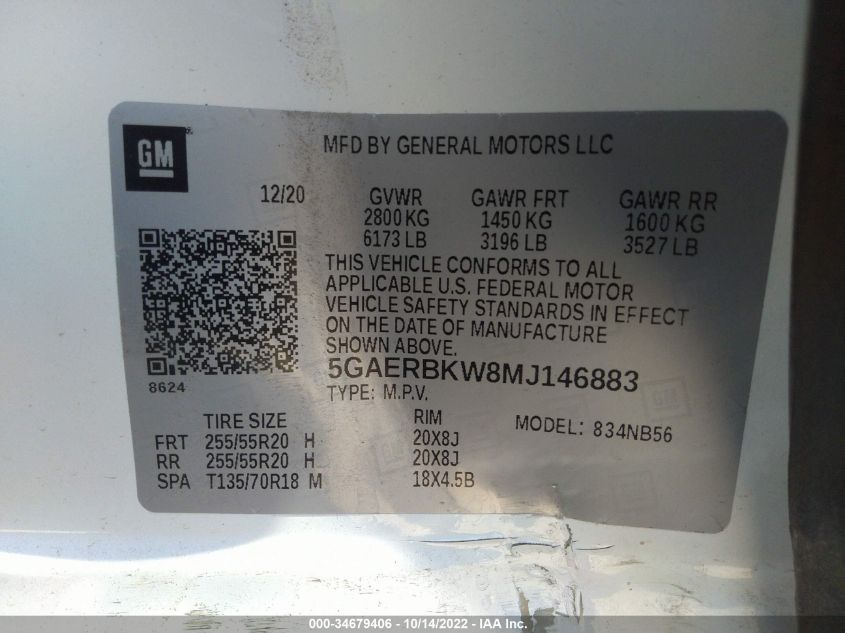 GM
MFD BY GENERAL MOTORS LLC
12/20 GVWR GAWR FRT GAWR RR
2800 KG 1450 KG 1600 KG
6173 LB 3196 LB 3527 LB
THIS VEHICLE CONFORMS TO ALL
APPLICABLE U.S. FEDERAL MOTOR
VEHICLE SAFETY STANDARDS IN EFFECT
ON THE DATE OF MANUFACTURE
SHOWN ABOVE.
5GAERBKW8MJ146883
8624
TYPE: M.P.V.
TIRE SIZE RIM MODEL: 834NB56
FRT 255/55R20 H 20X8J
RR 255/55R20 H 20X8J
SPA T135/70R18 M 18X4.5B
000-34679406 - 10/14/2022 - IAA Inc.